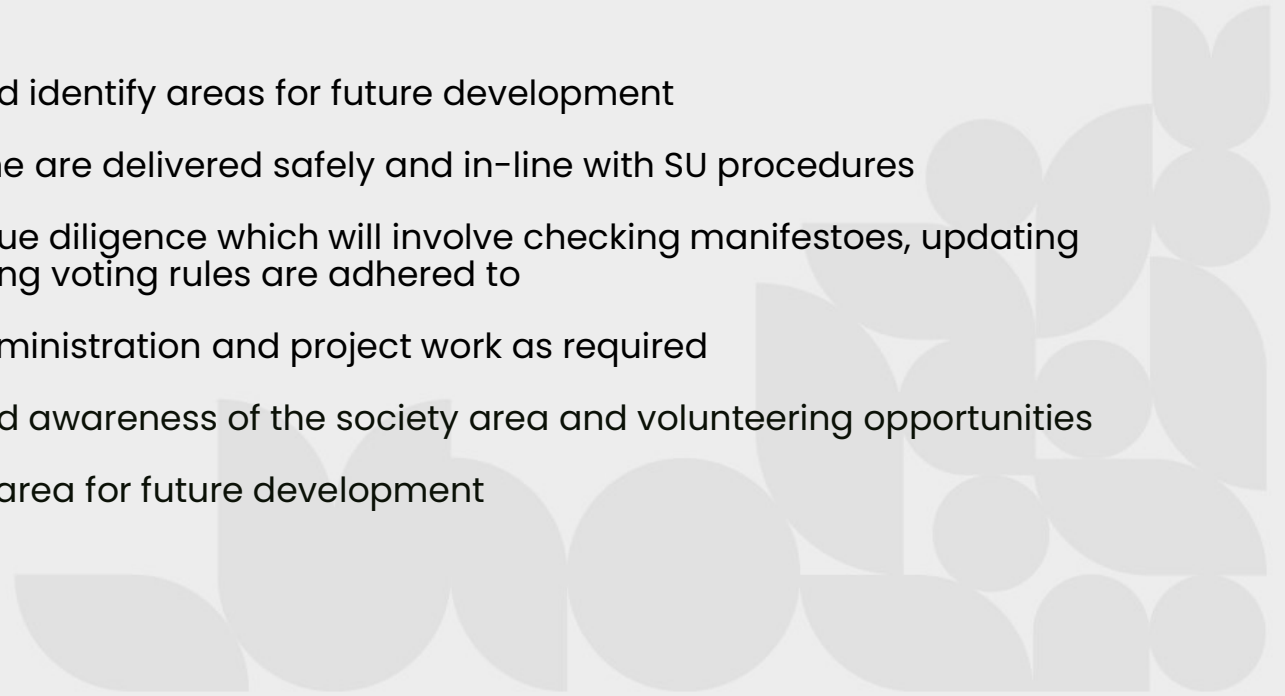 d identify areas for future development
e are delivered safely and in-line with SU procedures
ue diligence which will involve checking manifestoes, updating
ng voting rules are adhered to
ministration and project work as required
d awareness of the society area and volunteering opportunities
area for future development